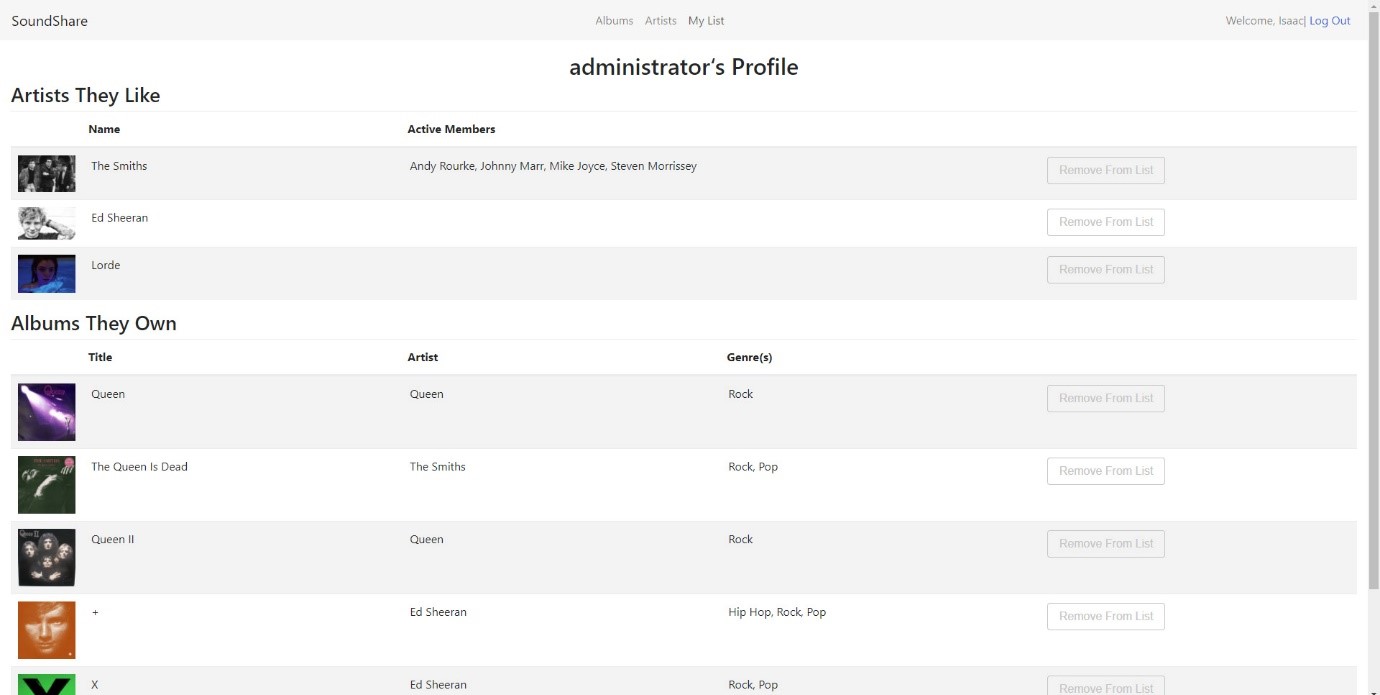 SoundShare Albums Artists My List Welcome, Isaac| Log Out
administrator's Profile
Artists They Like
Name Active Members
The Smiths Andy Rourke, Johnny Marr, Mike Joyce, Steven Morrissey Remove From List
Ed Sheeran Remove From List
Lorde Remove From List
Albums They Own
Title Artist Genre(s)
Queen Queen Rock Remove From List
The Queen Is Dead The Smiths Rock, Pop Remove From List
Queen II Queen Rock Remove From List
+ Ed Sheeran Hip Hop, Rock, Pop Remove From List
X Ed Sheeran Rock, Pop Remove From List